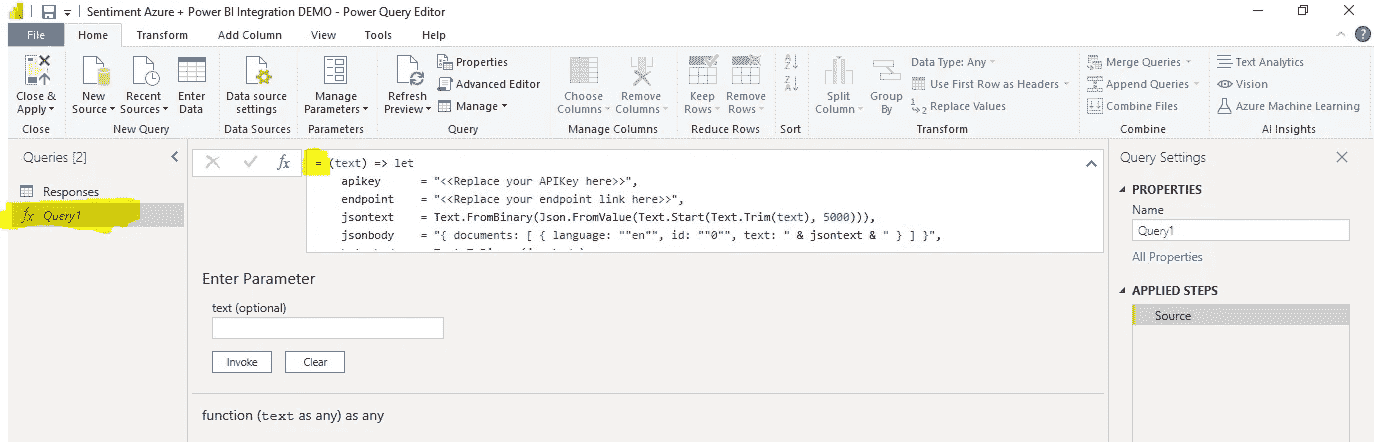 Sentiment Azure + Power BI Integration DEMO - Power Query Editor
File Home Transform Add Column View Tools Help
Close & Apply New Source Recent Sources Enter Data Data source settings Manage Parameters Refresh Preview Properties Advanced Editor Manage Choose Columns Remove Columns Keep Rows Remove Rows Split Column Group By Data Type: Any Use First Row as Headers Replace Values Merge Queries Append Queries Combine Files Text Analytics Vision Azure Machine Learning
Close New Query Data Sources Parameters Query Manage Columns Reduce Rows Sort Transform Combine AI Insights
Queries [2]
Responses
fx Query1
fx
= (text) => let
apikey = "<<Replace your APIKey here>>",
endpoint = "<<Replace your endpoint link here>>",
jsontext = Text.FromBinary(Json.FromValue(Text.Start(Text.Trim(text), 5000))),
jsonbody = "{ documents: [ { language: ""en"", id: ""0"", text: " & jsontext & " } ] }",
Enter Parameter
text (optional)
Invoke Clear
function (text as any) as any
Query Settings
PROPERTIES
Name
Query1
All Properties
APPLIED STEPS
Source